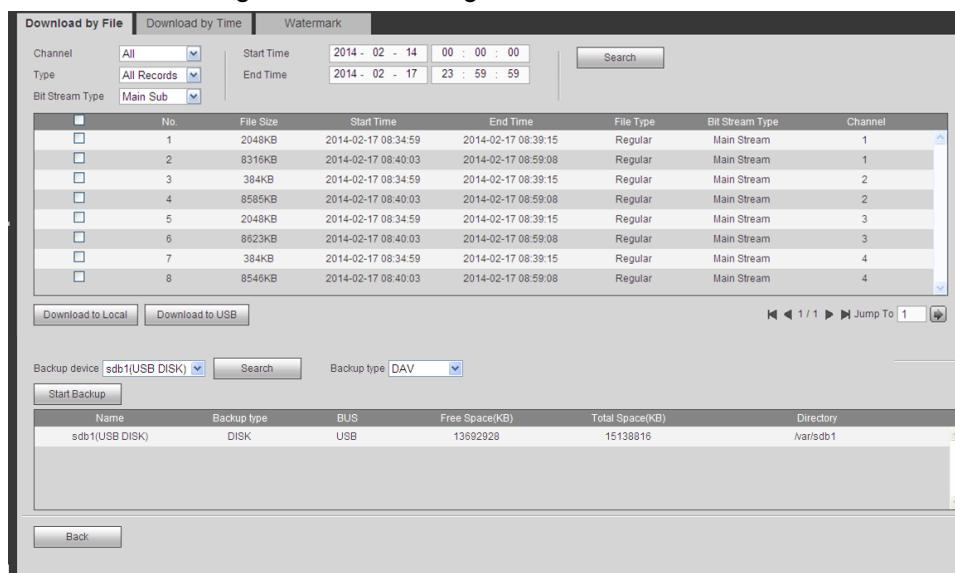 Download by File Download by Time Watermark
Channel All Start Time 2014 - 02 - 14 00 : 00 : 00 Search
Type All Records End Time 2014 - 02 - 17 23 : 59 : 59
Bit Stream Type Main Sub
No. File Size Start Time End Time File Type Bit Stream Type Channel
1 2048KB 2014-02-17 08:34:59 2014-02-17 08:39:15 Regular Main Stream 1
2 8316KB 2014-02-17 08:40:03 2014-02-17 08:59:08 Regular Main Stream 1
3 384KB 2014-02-17 08:34:59 2014-02-17 08:39:15 Regular Main Stream 2
4 8585KB 2014-02-17 08:40:03 2014-02-17 08:59:08 Regular Main Stream 2
5 2048KB 2014-02-17 08:34:59 2014-02-17 08:39:15 Regular Main Stream 3
6 8623KB 2014-02-17 08:40:03 2014-02-17 08:59:08 Regular Main Stream 3
7 384KB 2014-02-17 08:34:59 2014-02-17 08:39:15 Regular Main Stream 4
8 8546KB 2014-02-17 08:40:03 2014-02-17 08:59:08 Regular Main Stream 4
Download to Local Download to USB 1 / 1 Jump To 1
Backup device sdb1(USB DISK) Search Backup type DAV
Start Backup
Name Backup type BUS Free Space(KB) Total Space(KB) Directory
sdb1(USB DISK) DISK USB 13692928 15138816 /var/sdb1
Back